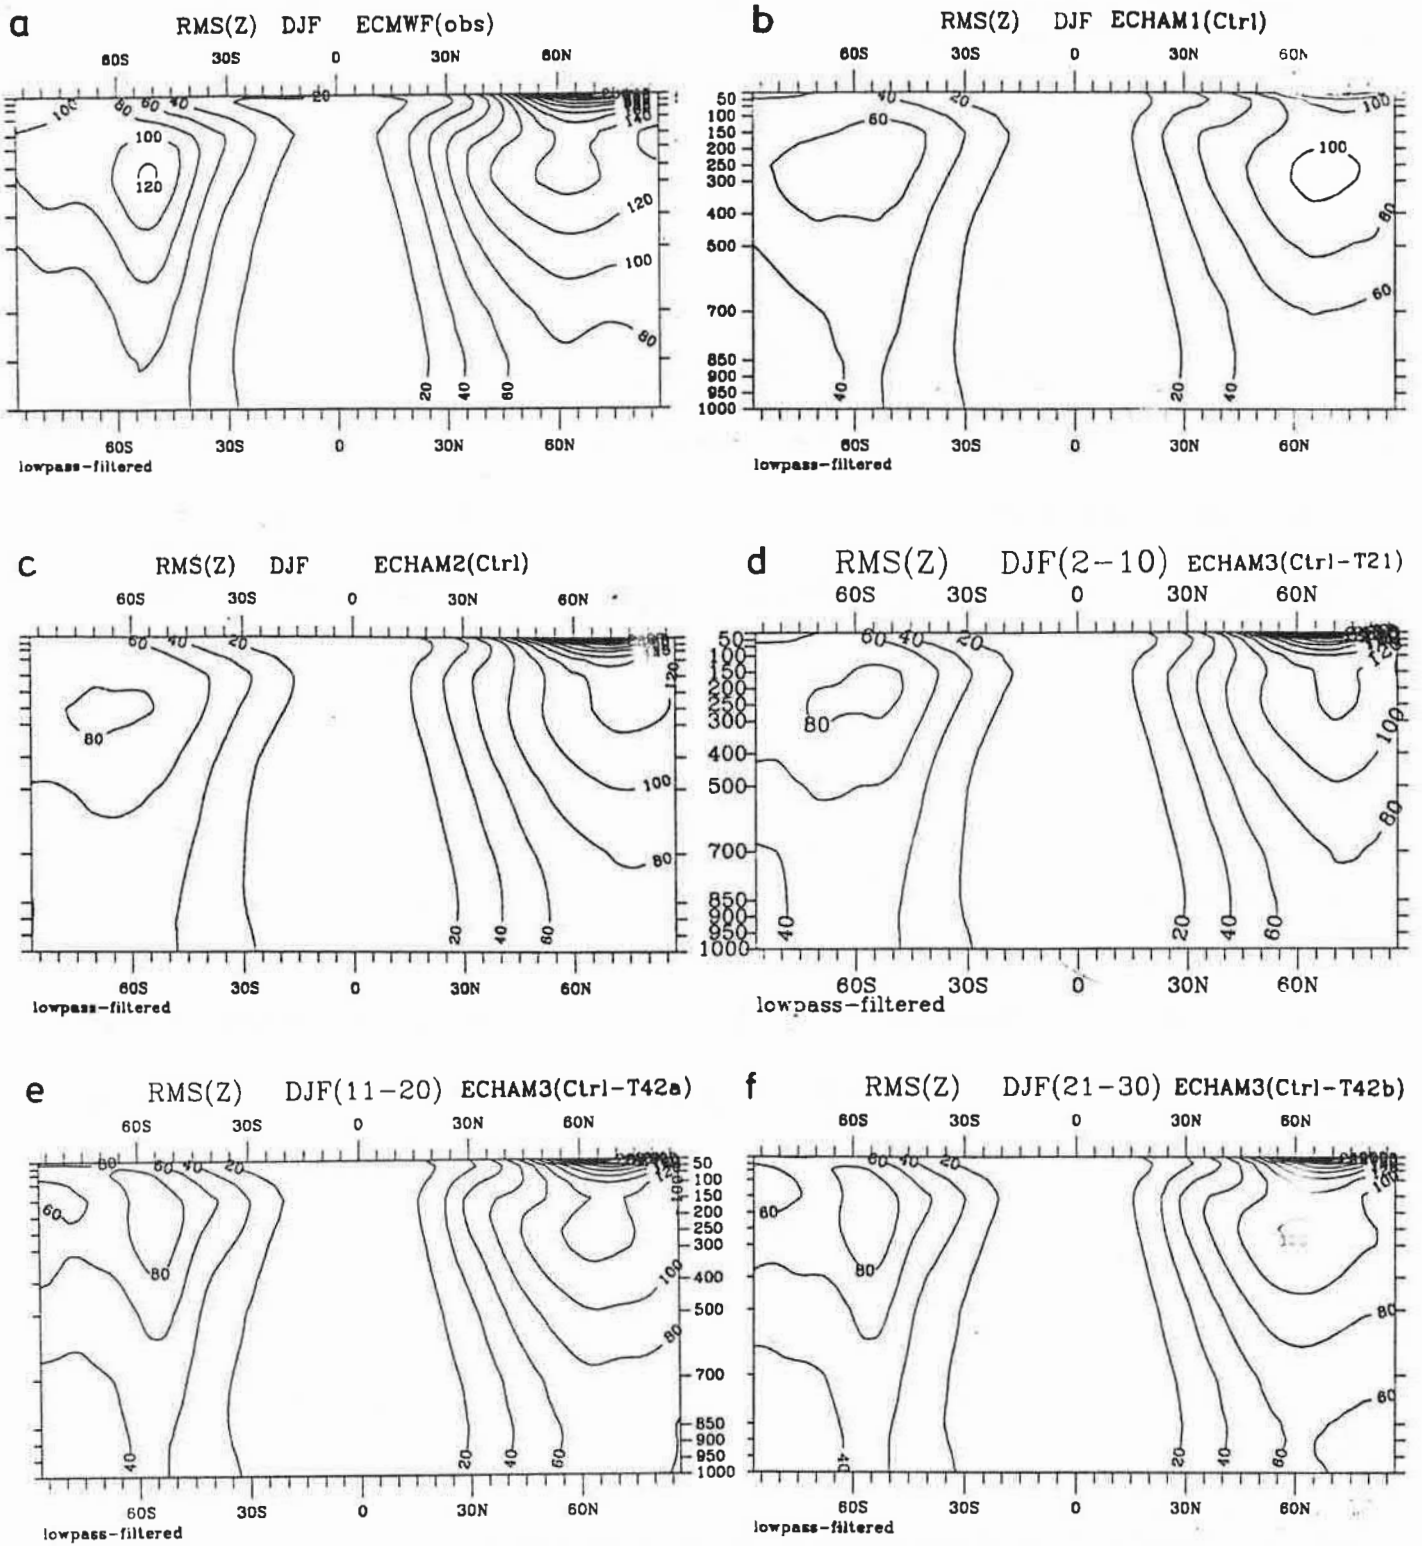 a RMS(Z) DJF ECMWF(obs)
60S 30S 0 30N 60N
100 80 60 40 20
140
100
120
120
100
80
20 40 60
60S 30S 0 30N 60N
lowpass-filtered
b RMS(Z) DJF ECHAM1(Ctrl)
60S 30S 0 60N
50 40 20 100
100
150 60 100
200
250
300
400 80
500
700 60
850
900
950 40 20 40
1000
60S 30S 0 30N 60N
lowpass-filtered
c RMS(Z) DJF ECHAM2(Ctrl)
60S 30S 0 30N 60N
60 40 20
120
80
100
80
20 40 60
60S 30S 0 30N 60N
lowpass-filtered
d RMS(Z) DJF(2-10) ECHAM3(Ctrl-T21)
60S 30S 0 30N 60N
50 60 40 20
100 120
150
200
250
300 80 100
400
500 80
700
850
900 40 20 40 60
950
1000
60S 30S 0 30N 60N
lowpass-filtered
e RMS(Z) DJF(11-20) ECHAM3(Ctrl-T42a)
60S 30S 0 30N 60N
80 60 40 20 50
100
100 150
60 200
250
300
80 100 400
500
80
700
850
40 20 40 60 900
950
1000
60S 30S 0 30N 60N
lowpass-filtered
f RMS(Z) DJF(21-30) ECHAM3(Ctrl-T42b)
60S 30S 0 60N
60 40 20
100
60
80
80
60
40 20 40 60
60S 30S 0 30N 60N
lowpass-filtered